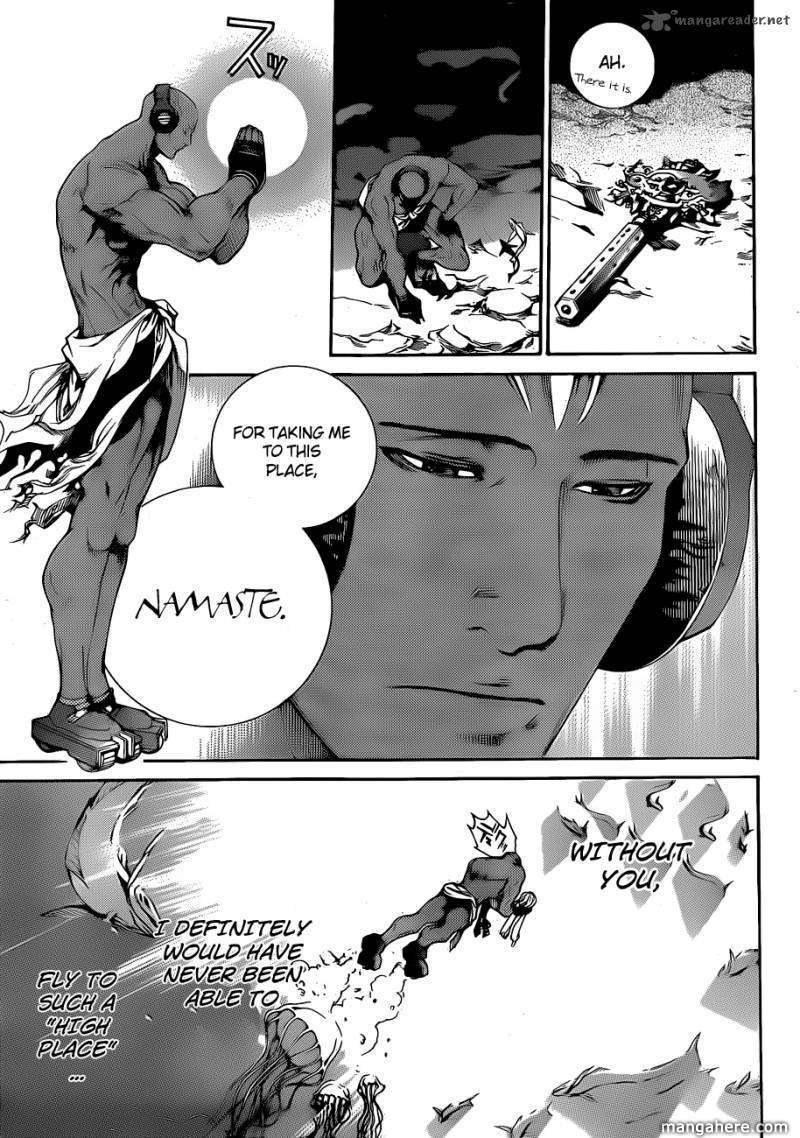 mangareader.net
AH.
There it is.
スッ
FOR TAKING ME
TO THIS
PLACE,
NAMASTE.
WITHOUT
YOU,
I DEFINITELY
WOULD HAVE
NEVER BEEN
ABLE TO
FLY TO
SUCH A
"HIGH
PLACE"
...
mangahere.com